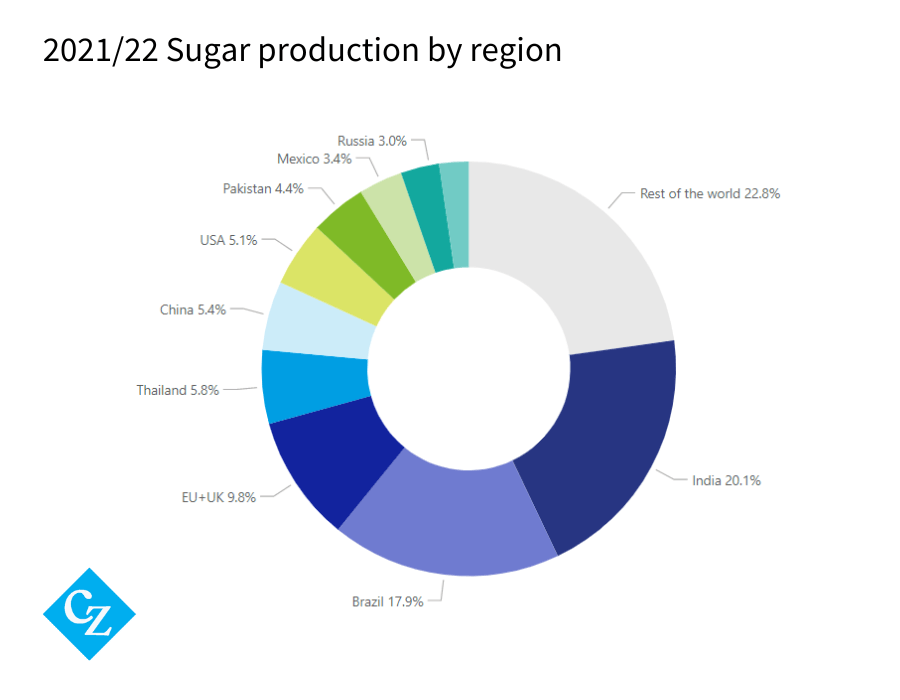 2021/22 Sugar production by region
Russia 3.0%
Mexico 3.4%
Pakistan 4.4%
Rest of the world 22.8%
USA 5.1%
China 5.4%
Thailand 5.8%
India 20.1%
EU+UK 9.8%
Brazil 17.9%
CZ